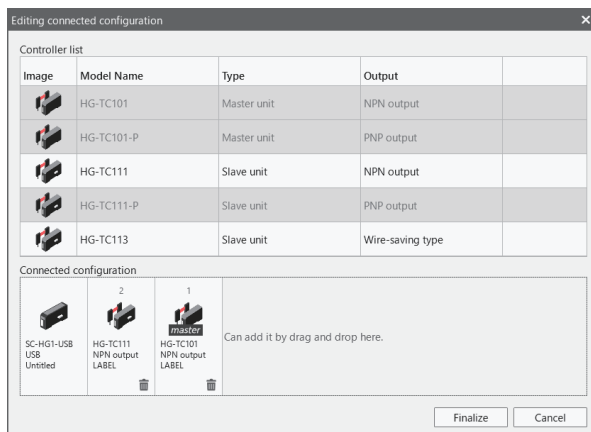 Editing connected configuration
Controller list
Image Model Name Type Output
HG-TC101 Master unit NPN output
HG-TC101-P Master unit PNP output
HG-TC111 Slave unit NPN output
HG-TC111-P Slave unit PNP output
HG-TC113 Slave unit Wire-saving type
Connected configuration
2 1
master
SC-HG1-USB HG-TC111 HG-TC101 Can add it by drag and drop here.
USB NPN output NPN output
Untitled LABEL LABEL
Finalize Cancel